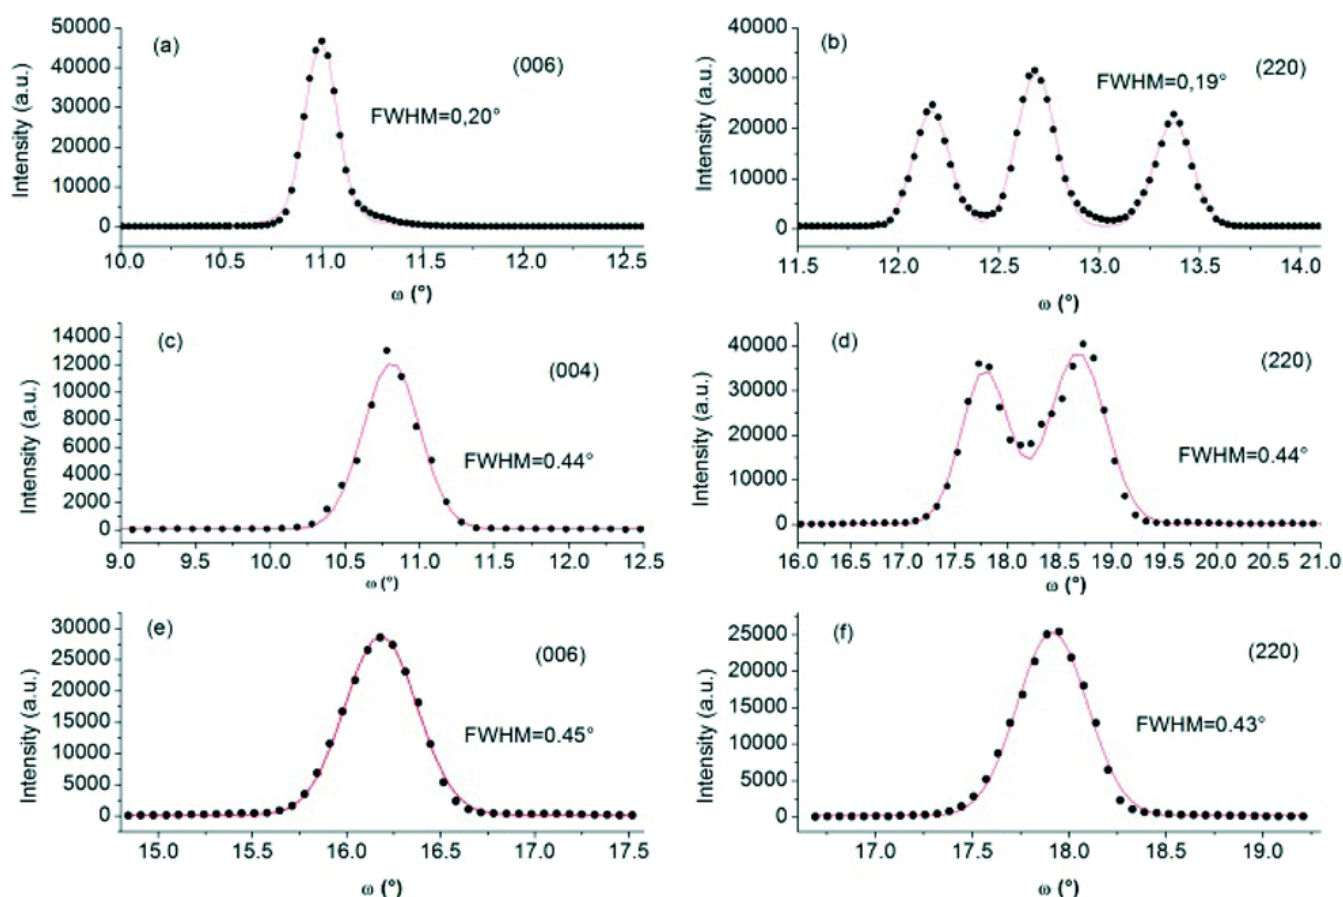 50000
40000
30000
20000
10000
0
Intensity (a.u.)
(a)
(006)
FWHM=0,20°
10.0 10.5 11.0 11.5 12.0 12.5
ω (°)
40000
30000
20000
10000
0
Intensity (a.u.)
(b)
(220)
FWHM=0,19°
11.5 12.0 12.5 13.0 13.5 14.0
ω (°)
14000
12000
10000
8000
6000
4000
2000
0
Intensity (a.u.)
(c)
(004)
FWHM=0.44°
9.0 9.5 10.0 10.5 11.0 11.5 12.0 12.5
ω (°)
40000
30000
20000
10000
0
Intensity (a.u.)
(d)
(220)
FWHM=0.44°
16.0 16.5 17.0 17.5 18.0 18.5 19.0 19.5 20.0 20.5 21.0
ω (°)
30000
25000
20000
15000
10000
5000
0
Intensity (a.u.)
(e)
(006)
FWHM=0.45°
15.0 15.5 16.0 16.5 17.0 17.5
ω (°)
25000
20000
15000
10000
5000
0
Intensity (a.u.)
(f)
(220)
FWHM=0.43°
17.0 17.5 18.0 18.5 19.0
ω (°)